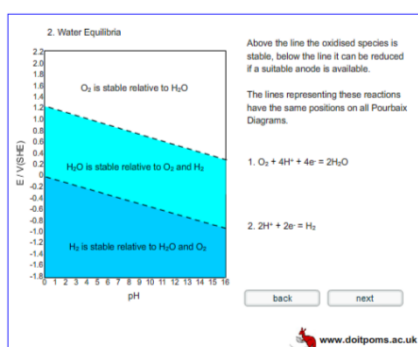 2. Water Equilibria
2.2
2.0
1.8
1.6
1.4
1.2
1.0
0.8
0.6
0.4
0.2
0
-0.2
-0.4
-0.6
-0.8
-1.0
-1.2
-1.4
-1.6
-1.8
E / V(SHE)
O₂ is stable relative to H₂O
H₂O is stable relative to O₂ and H₂
H₂ is stable relative to H₂O and O₂
0 1 2 3 4 5 6 7 8 9 10 11 12 13 14 15 16
pH
Above the line the oxidised species is
stable, below the line it can be reduced
if a suitable anode is available.
The lines representing these reactions
have the same positions on all Pourbaix
Diagrams.
1. O₂ + 4H⁺ + 4e⁻ = 2H₂O
2. 2H⁺ + 2e⁻ = H₂
back
next
www.doitpoms.ac.uk